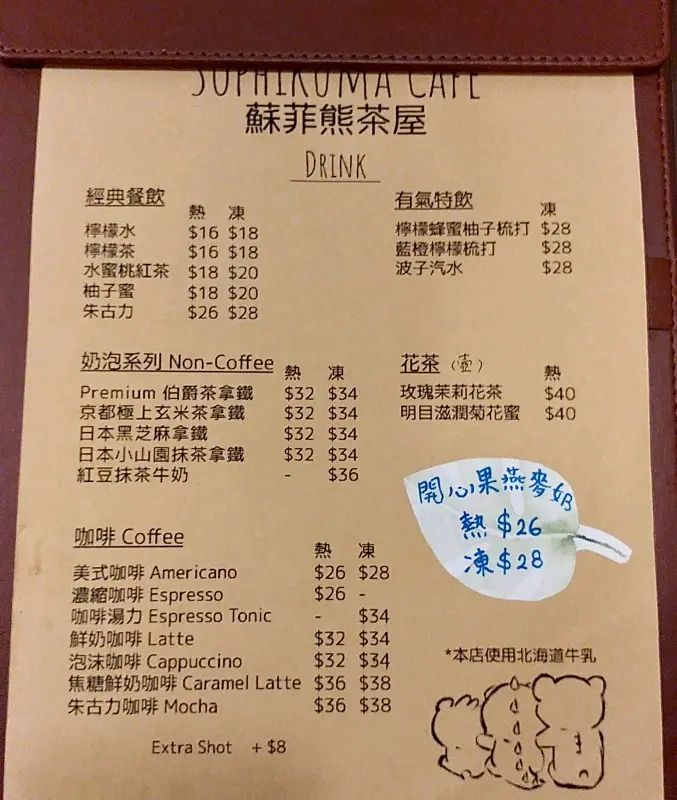 SOPHIKUMA CAFE
蘇菲熊茶屋
DRINK
經典餐飲
熱 凍
檸檬水 $16 $18
檸檬茶 $16 $18
水蜜桃紅茶 $18 $20
柚子蜜 $18 $20
朱古力 $26 $28
有氣特飲
凍
檸檬蜂蜜柚子梳打 $28
藍橙檸檬梳打 $28
波子汽水 $28
奶泡系列 Non-Coffee 熱 凍
Premium 伯爵茶拿鐵 $32 $34
京都極上玄米茶拿鐵 $32 $34
日本黑芝麻拿鐵 $32 $34
日本小山園抹茶拿鐵 $32 $34
紅豆抹茶牛奶 - $36
花茶（壺） 熱
玫瑰茉莉花茶 $40
明目滋潤菊花蜜 $40
開心果燕麥奶
熱 $26
凍 $28
咖啡 Coffee
熱 凍
美式咖啡 Americano $26 $28
濃縮咖啡 Espresso $26 -
咖啡湯力 Espresso Tonic - $34
鮮奶咖啡 Latte $32 $34
泡沫咖啡 Cappuccino $32 $34
焦糖鮮奶咖啡 Caramel Latte $36 $38
朱古力咖啡 Mocha $36 $38
Extra Shot + $8
*本店使用北海道牛乳